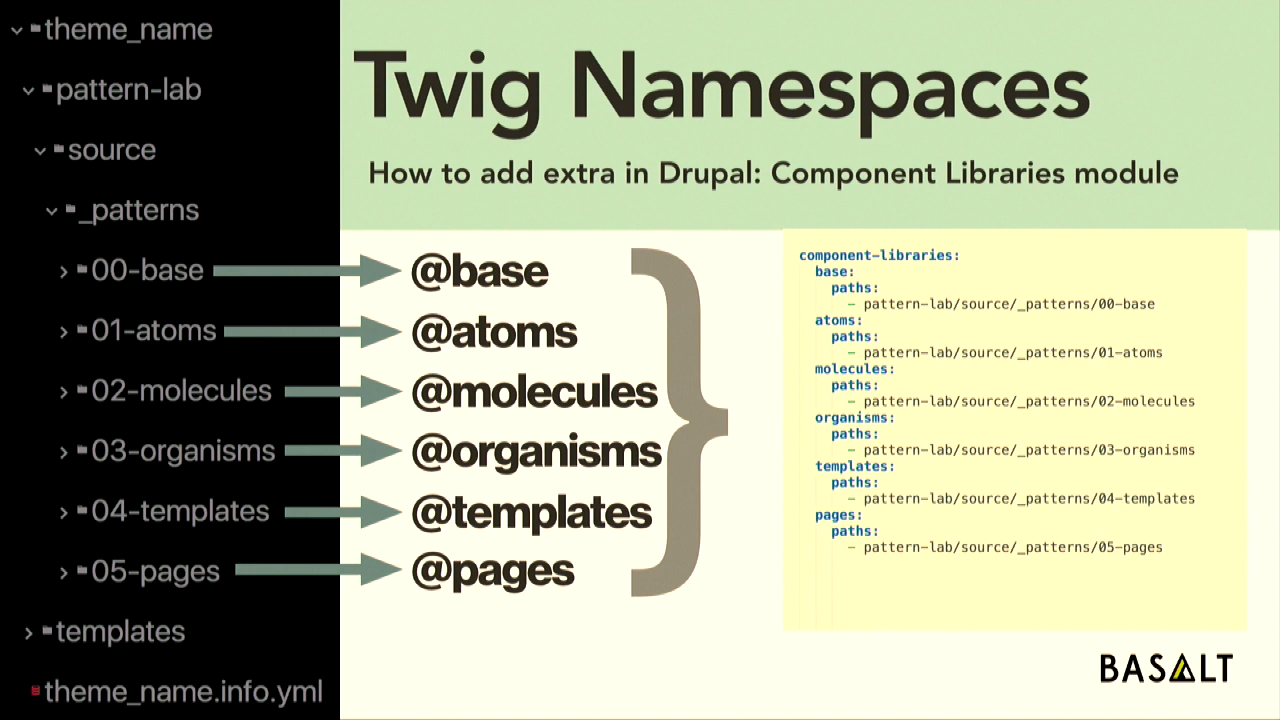 theme_name
pattern-lab
source
_patterns
00-base
01-atoms
02-molecules
03-organisms
04-templates
05-pages
templates
theme_name.info.yml
Twig Namespaces
How to add extra in Drupal: Component Libraries module
@base
@atoms
@molecules
@organisms
@templates
@pages
}
component-libraries:
base:
paths:
- pattern-lab/source/_patterns/00-base
atoms:
paths:
- pattern-lab/source/_patterns/01-atoms
molecules:
paths:
- pattern-lab/source/_patterns/02-molecules
organisms:
paths:
- pattern-lab/source/_patterns/03-organisms
templates:
paths:
- pattern-lab/source/_patterns/04-templates
pages:
paths:
- pattern-lab/source/_patterns/05-pages
BASALT